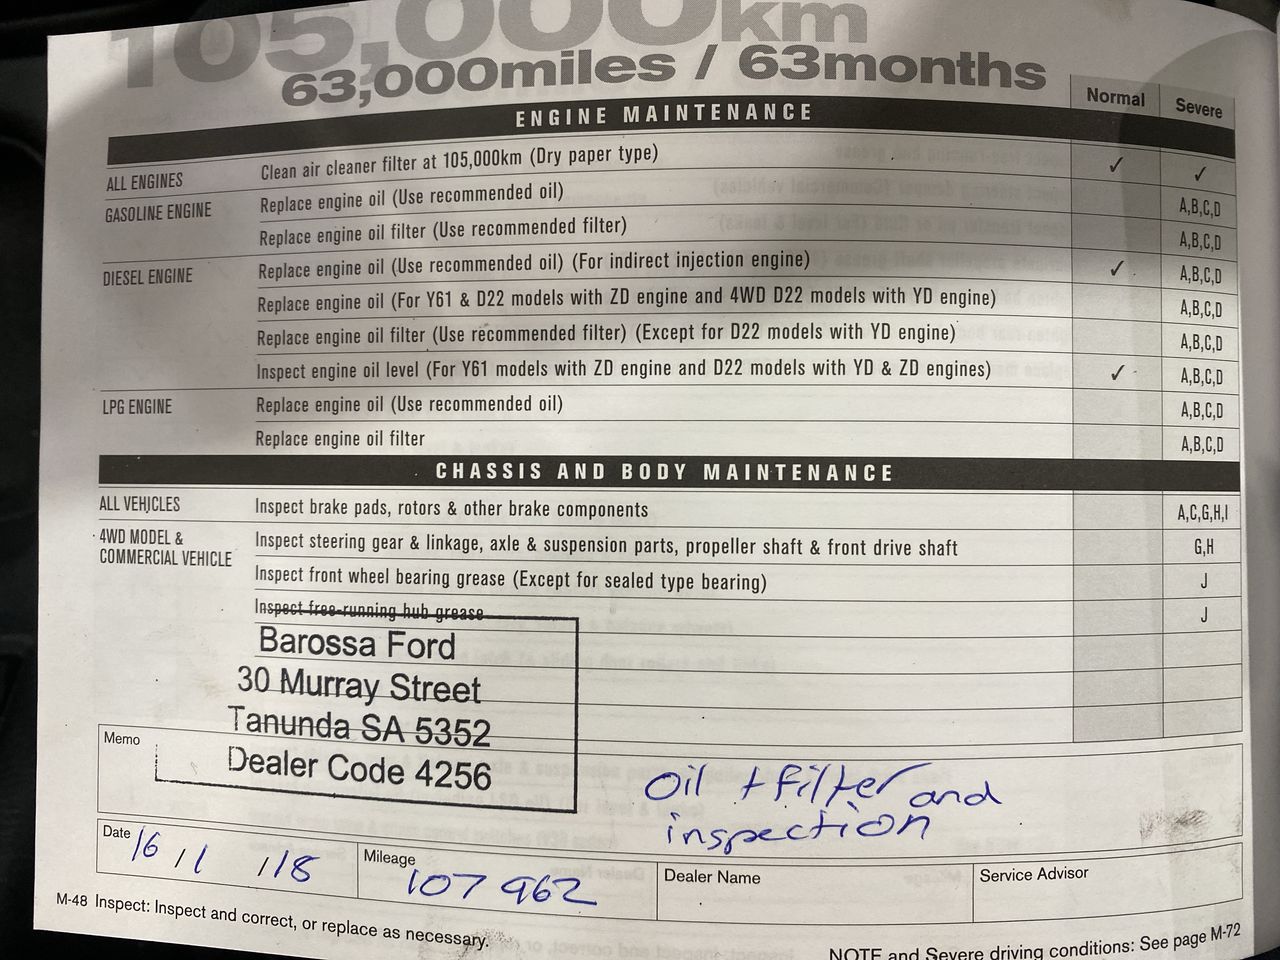 105,000km
63,000miles / 63months
Normal Severe
ENGINE MAINTENANCE
ALL ENGINES Clean air cleaner filter at 105,000km (Dry paper type) ✓ ✓
GASOLINE ENGINE Replace engine oil (Use recommended oil) A,B,C,D
Replace engine oil filter (Use recommended filter) A,B,C,D
DIESEL ENGINE Replace engine oil (Use recommended oil) (For indirect injection engine) ✓ A,B,C,D
Replace engine oil (For Y61 & D22 models with ZD engine and 4WD D22 models with YD engine) A,B,C,D
Replace engine oil filter (Use recommended filter) (Except for D22 models with YD engine) A,B,C,D
Inspect engine oil level (For Y61 models with ZD engine and D22 models with YD & ZD engines) ✓ A,B,C,D
LPG ENGINE Replace engine oil (Use recommended oil) A,B,C,D
Replace engine oil filter A,B,C,D
CHASSIS AND BODY MAINTENANCE
ALL VEHICLES Inspect brake pads, rotors & other brake components A,C,G,H,I
4WD MODEL & Inspect steering gear & linkage, axle & suspension parts, propeller shaft & front drive shaft G,H
COMMERCIAL VEHICLE
Inspect front wheel bearing grease (Except for sealed type bearing) J
Inspect free-running hub grease J
Barossa Ford
30 Murray Street
Tanunda SA 5352
Dealer Code 4256
Memo
Oil + filter and
inspection
Date 16/1/18 Mileage 107 962 Dealer Name Service Advisor
M-48 Inspect: Inspect and correct, or replace as necessary.
NOTE and Severe driving conditions: See page M-72